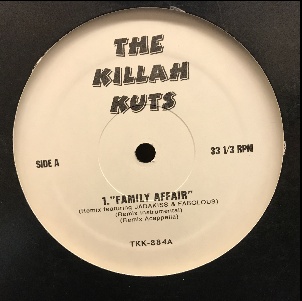 THE
KILLAH
KUTS
SIDE A
33 1/3 RPM
1."FAMILY AFFAIR"
(Remix featuring JADAKISS & FABOLOUS)
(Remix Instrumental)
(Remix Acappella)
TKK-884A